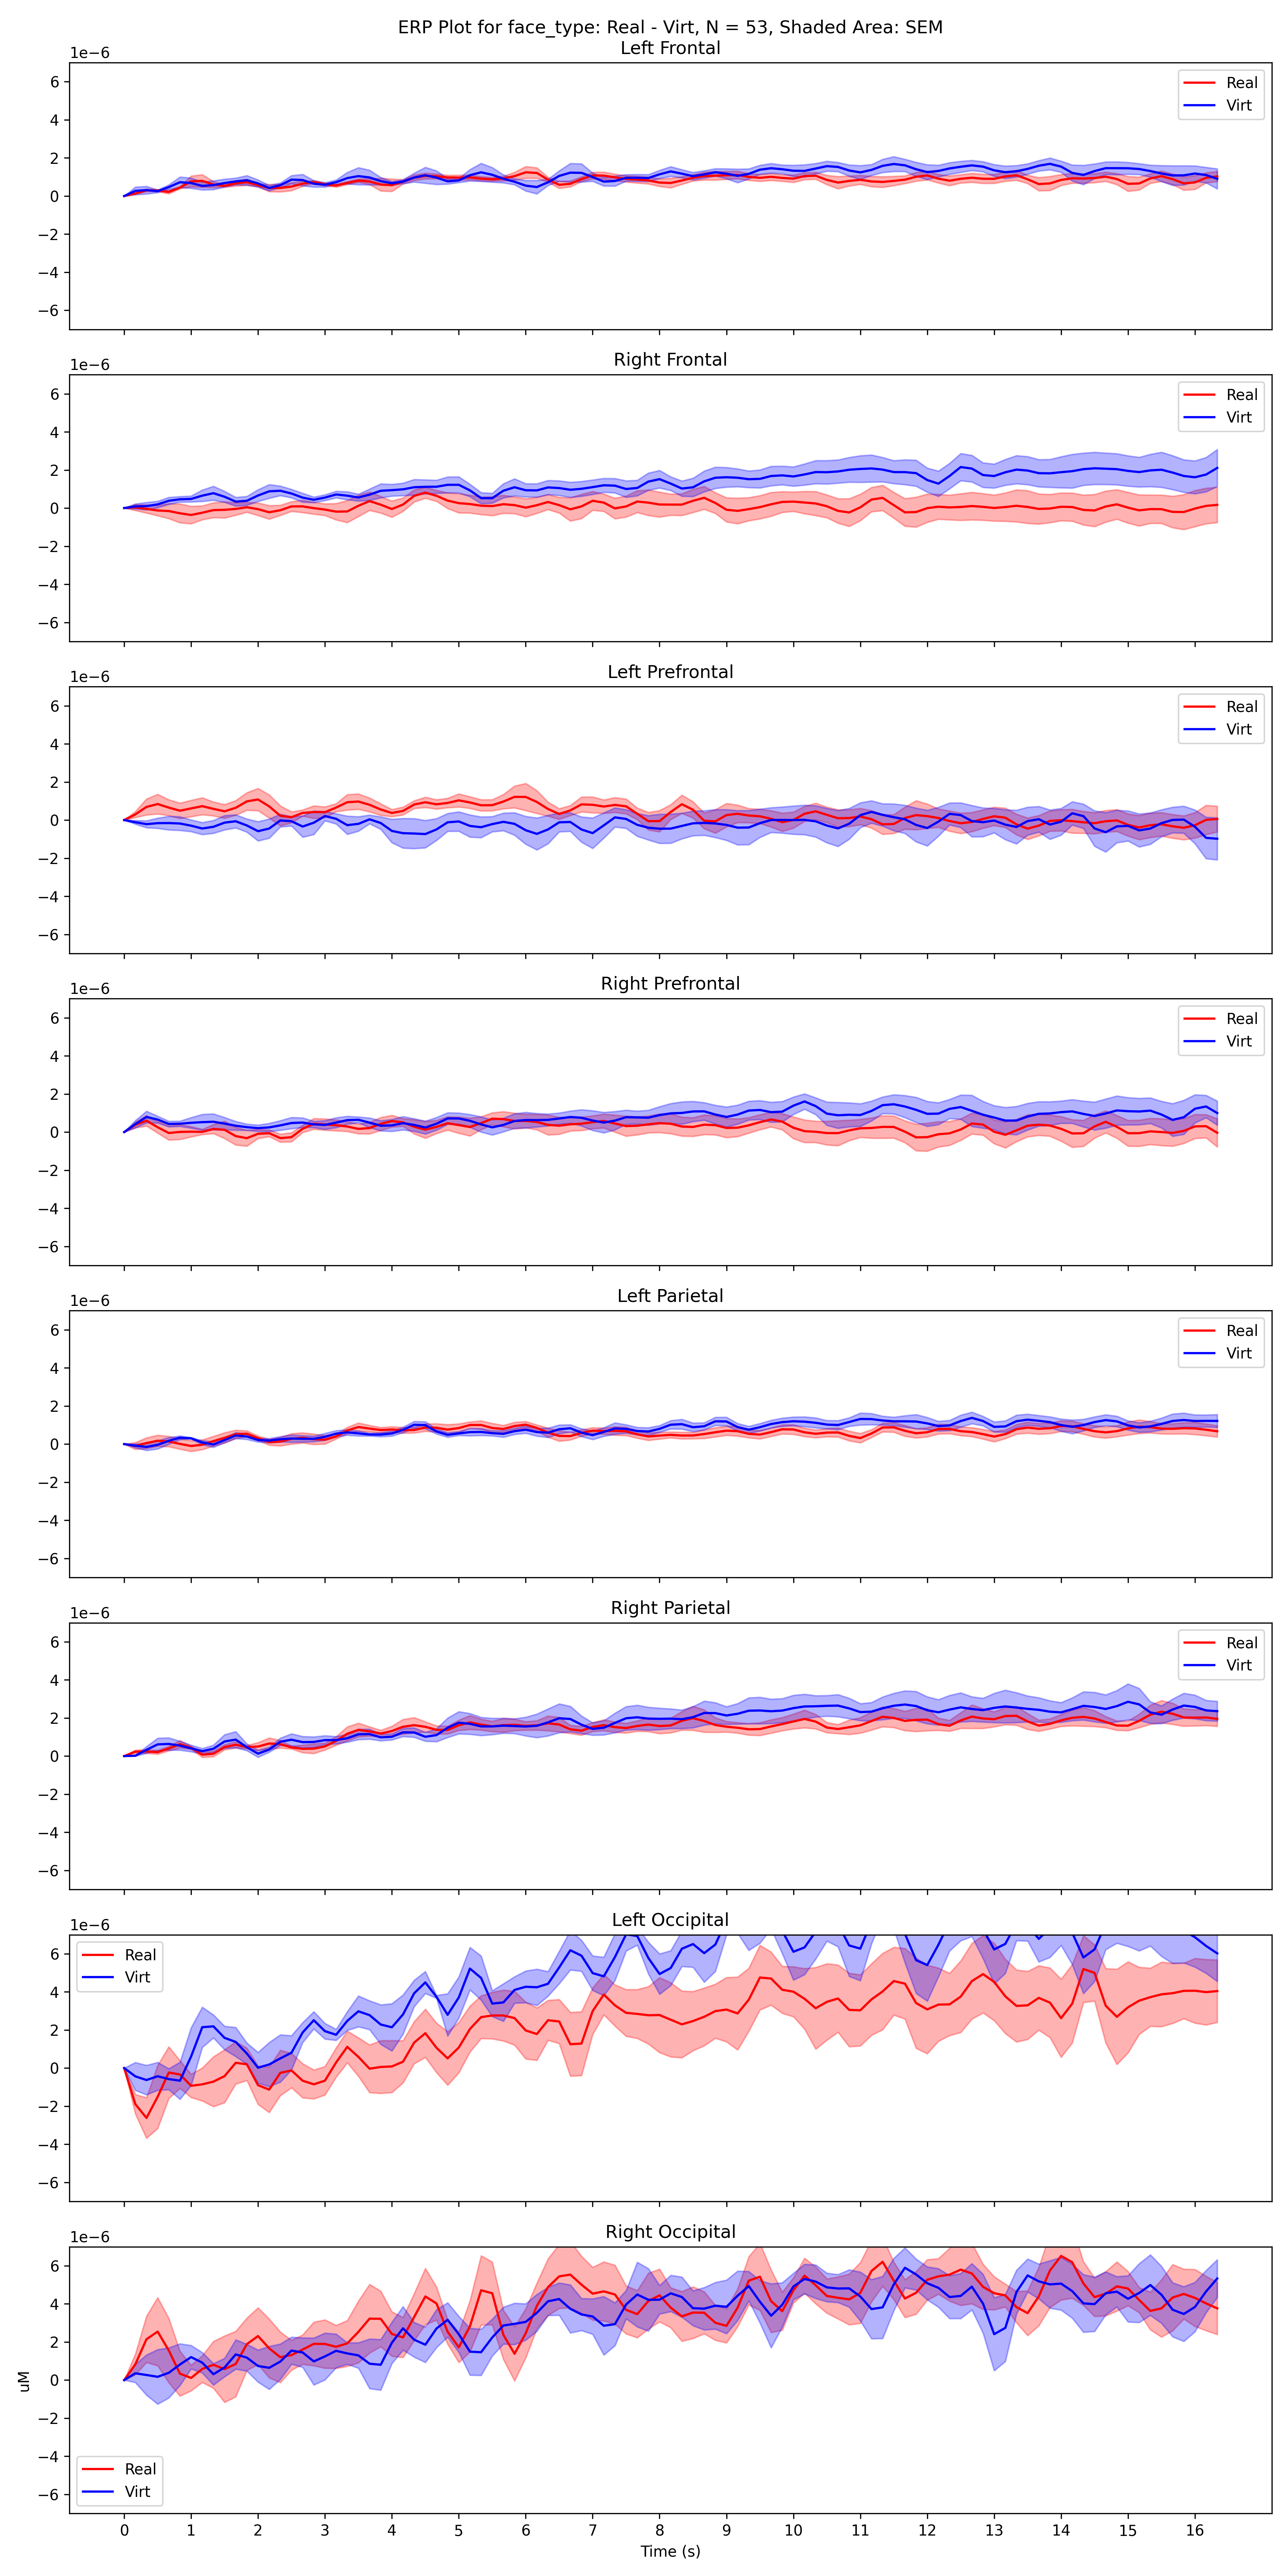 ERP Plot for face_type: Real - Virt, N = 53, Shaded Area: SEM
Left Frontal
1e−6
6
4
2
0
−2
−4
−6
Real
Virt
Right Frontal
1e−6
6
4
2
0
−2
−4
−6
Real
Virt
Left Prefrontal
1e−6
6
4
2
0
−2
−4
−6
Real
Virt
Right Prefrontal
1e−6
6
4
2
0
−2
−4
−6
Real
Virt
Left Parietal
1e−6
6
4
2
0
−2
−4
−6
Real
Virt
Right Parietal
1e−6
6
4
2
0
−2
−4
−6
Real
Virt
Left Occipital
1e−6
6
4
2
0
−2
−4
−6
Real
Virt
Right Occipital
1e−6
6
4
2
0
−2
−4
−6
uM
Real
Virt
0 1 2 3 4 5 6 7 8 9 10 11 12 13 14 15 16
Time (s)